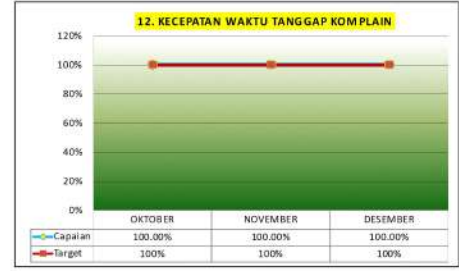 12. KECEPATAN WAKTU TANGGAP KOMPLAIN
120%
100%
80%
60%
40%
20%
0%
OKTOBER NOVEMBER DESEMBER
Capaian 100.00% 100.00% 100.00%
Target 100% 100% 100%